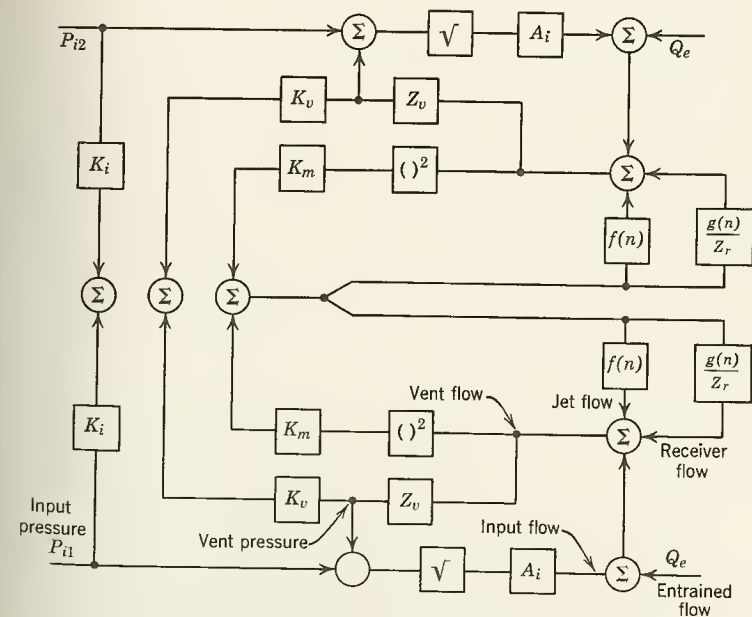 P_{i2}
Σ
√
A_i
Σ
Q_e
K_v
Z_v
K_i
K_m
( )²
Σ
f(n)
g(n)
Z_r
Σ
Σ
Σ
f(n)
g(n)
Z_r
Vent flow
Jet flow
K_i
K_m
( )²
Σ
Receiver
flow
K_v
Z_v
Input
pressure
P_{i1}
Vent pressure
Input flow
√
A_i
Σ
Q_e
Entrained
flow